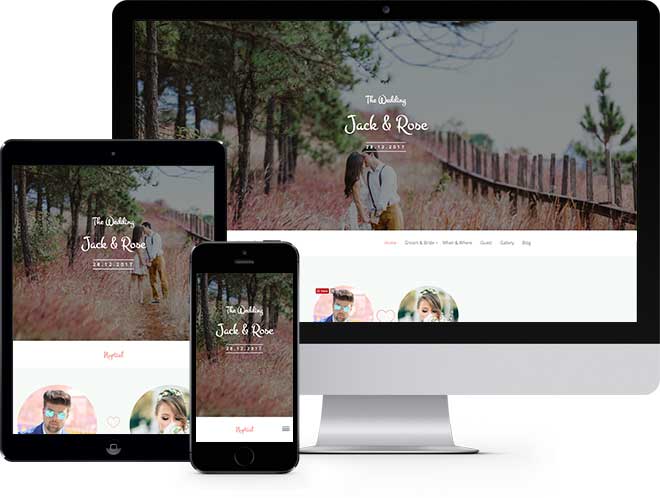 The Wedding
Jack & Rose
28.12.2017
Home Groom & Bride When & Where Guest Gallery Blog
Save
The Wedding
Jack & Rose
28.12.2017
Nuptial
The Wedding
Jack & Rose
28.12.2017
Nuptial